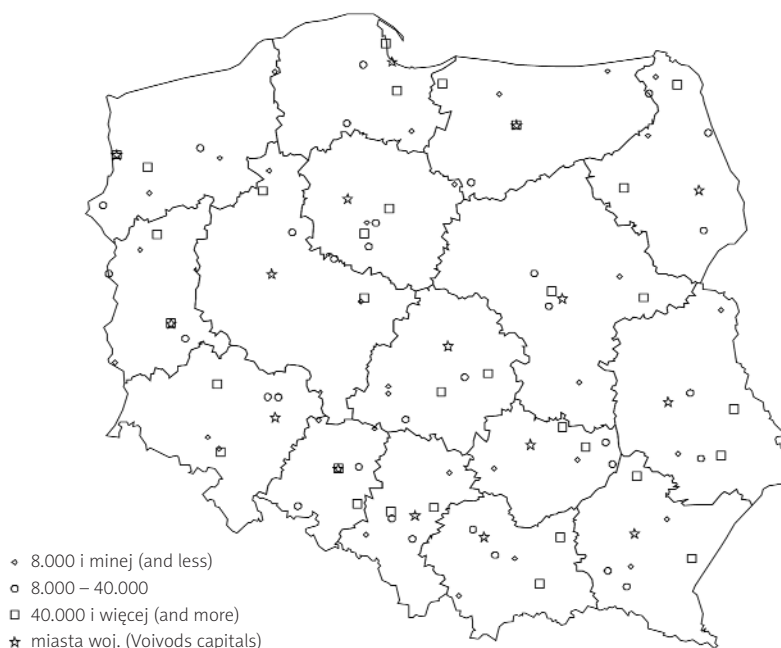 8.000 i minej (and less)
8.000 – 40.000
40.000 i więcej (and more)
miasta woj. (Voivods capitals)